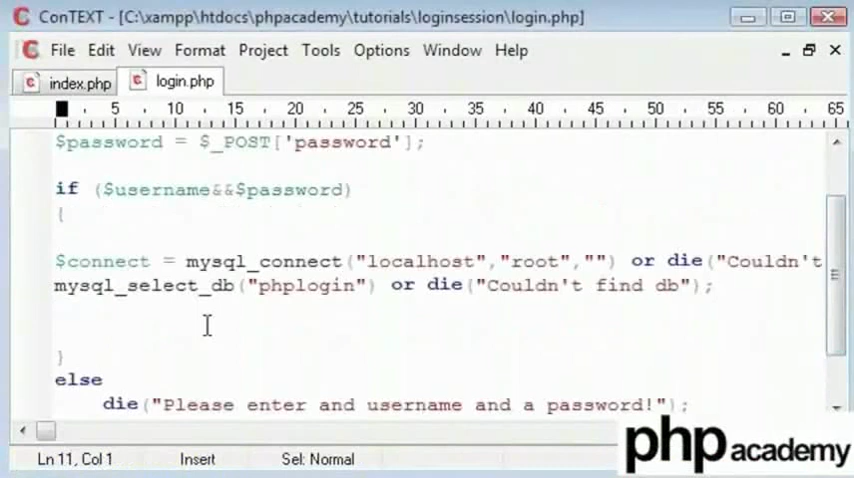 ConTEXT - [C:\xampp\htdocs\phpacademy\tutorials\loginsession\login.php]
File Edit View Format Project Tools Options Window Help
index.php login.php
5 10 15 20 25 30 35 40 45 50 55 60 65
$password = $_POST['password'];
if ($username&&$password)
{
$connect = mysql_connect("localhost","root","") or die("Couldn't
mysql_select_db("phplogin") or die("Couldn't find db");
}
else
die("Please enter and username and a password!");
Ln 11, Col 1 Insert Sel: Normal
php academy